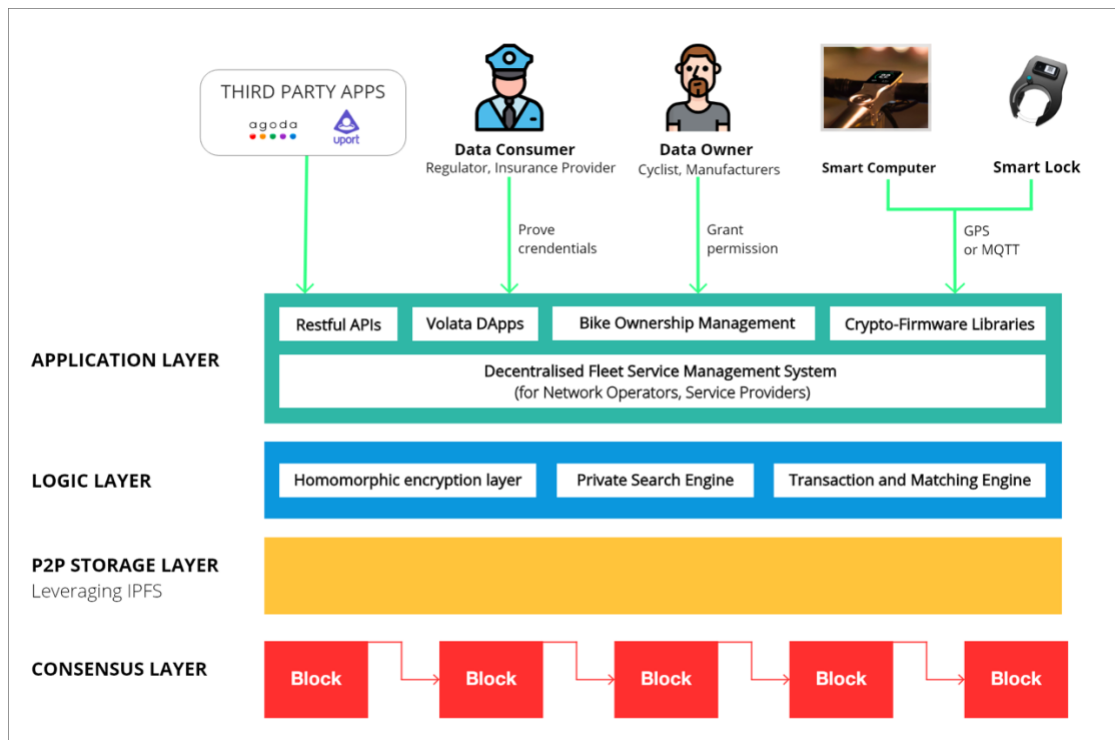 THIRD PARTY APPS
agoda
uport
Data Consumer
Regulator, Insurance Provider
Data Owner
Cyclist, Manufacturers
Smart Computer
Smart Lock
Prove
crendentials
Grant
permission
GPS
or MQTT
APPLICATION LAYER
Restful APIs
Volata DApps
Bike Ownership Management
Crypto-Firmware Libraries
Decentralised Fleet Service Management System
(for Network Operators, Service Providers)
LOGIC LAYER
Homomorphic encryption layer
Private Search Engine
Transaction and Matching Engine
P2P STORAGE LAYER
Leveraging IPFS
CONSENSUS LAYER
Block
Block
Block
Block
Block